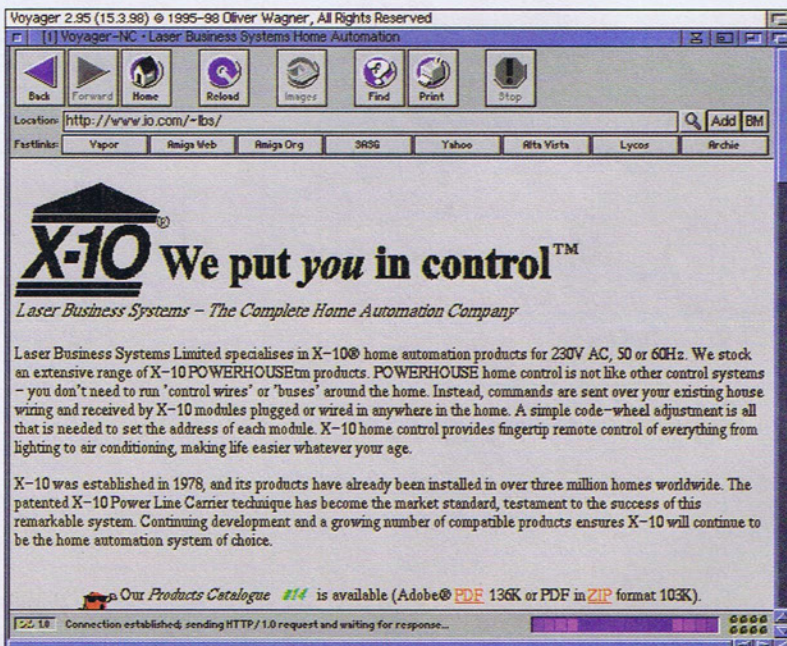 Voyager 2.95 (15.3.98) © 1995-98 Oliver Wagner, All Rights Reserved
[1] Voyager-NC • Laser Business Systems Home Automation
Back Forward Home Reload Images Find Print Stop
Location: http://www.io.com/~lbs/ Add BM
Fastlinks: Vapor Amiga Web Amiga Org SASG Yahoo Alta Vista Lycos Archie
X-10® We put you in control™
Laser Business Systems - The Complete Home Automation Company
Laser Business Systems Limited specialises in X-10® home automation products for 230V AC, 50 or 60Hz. We stock
an extensive range of X-10 POWERHOUSEtm products. POWERHOUSE home control is not like other control systems
- you don't need to run 'control wires' or 'buses' around the home. Instead, commands are sent over your existing house
wiring and received by X-10 modules plugged or wired in anywhere in the home. A simple code-wheel adjustment is all
that is needed to set the address of each module. X-10 home control provides fingertip remote control of everything from
lighting to air conditioning, making life easier whatever your age.
X-10 was established in 1978, and its products have already been installed in over three million homes worldwide. The
patented X-10 Power Line Carrier technique has become the market standard, testament to the success of this
remarkable system. Continuing development and a growing number of compatible products ensures X-10 will continue to
be the home automation system of choice.
Our Products Catalogue #14 is available (Adobe® PDF 136K or PDF in ZIP format 103K).
Connection established; sending HTTP/1.0 request and waiting for response...